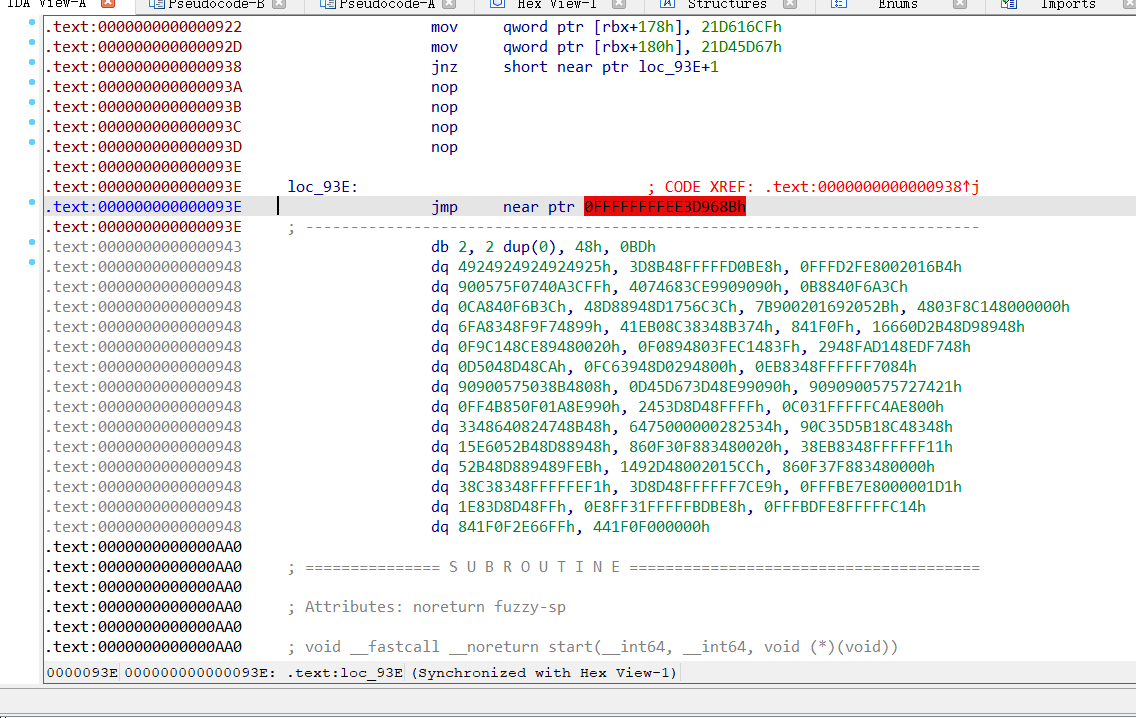 IDA View-A Pseudocode-B Pseudocode-A Hex View-1 Structures Enums Imports
.text:0000000000000922 mov qword ptr [rbx+178h], 21D616CFh
.text:000000000000092D mov qword ptr [rbx+180h], 21D45D67h
.text:0000000000000938 jnz short near ptr loc_93E+1
.text:000000000000093A nop
.text:000000000000093B nop
.text:000000000000093C nop
.text:000000000000093D nop
.text:000000000000093E
.text:000000000000093E loc_93E: ; CODE XREF: .text:0000000000000938↑j
.text:000000000000093E jmp near ptr 0FFFFFFFFEE3D968Bh
.text:000000000000093E ; ---------------------------------------------------------------------------
.text:0000000000000943 db 2, 2 dup(0), 48h, 0BDh
.text:0000000000000948 dq 4924924924924925h, 3D8B48FFFFFD0BE8h, 0FFFD2FE8002016B4h
.text:0000000000000948 dq 900575F0740A3CFFh, 4074683CE9909090h, 0B8840F6A3Ch
.text:0000000000000948 dq 0CA840F6B3Ch, 48D88948D1756C3Ch, 7B900201692052Bh, 4803F8C148000000h
.text:0000000000000948 dq 6FA8348F9F74899h, 41EB08C38348B374h, 841F0Fh, 16660D2B48D98948h
.text:0000000000000948 dq 0F9C148CE89480020h, 0F0894803FEC1483Fh, 2948FAD148EDF748h
.text:0000000000000948 dq 0D5048D48CAh, 0FC63948D0294800h, 0EB8348FFFFFF7084h
.text:0000000000000948 dq 90900575038B4808h, 0D45D673D48E99090h, 9090900575727421h
.text:0000000000000948 dq 0FF4B850F01A8E990h, 2453D8D48FFFFh, 0C031FFFFFC4AE800h
.text:0000000000000948 dq 3348640824748B48h, 6475000000282534h, 90C35D5B18C48348h
.text:0000000000000948 dq 15E6052B48D88948h, 860F30F883480020h, 38EB8348FFFFFF11h
.text:0000000000000948 dq 52B48D889489FEBh, 1492D48002015CCh, 860F37F883480000h
.text:0000000000000948 dq 38C38348FFFFFEF1h, 3D8D48FFFFFF7CE9h, 0FFFBE7E8000001D1h
.text:0000000000000948 dq 1E83D8D48FFh, 0E8FF31FFFFFBDBE8h, 0FFFBDFE8FFFFFC14h
.text:0000000000000948 dq 841F0F2E66FFh, 441F0F000000h
.text:0000000000000AA0
.text:0000000000000AA0 ; =============== S U B R O U T I N E =======================================
.text:0000000000000AA0
.text:0000000000000AA0 ; Attributes: noreturn fuzzy-sp
.text:0000000000000AA0
.text:0000000000000AA0 ; void __fastcall __noreturn start(__int64, __int64, void (*)(void))
0000093E 000000000000093E: .text:loc_93E (Synchronized with Hex View-1)